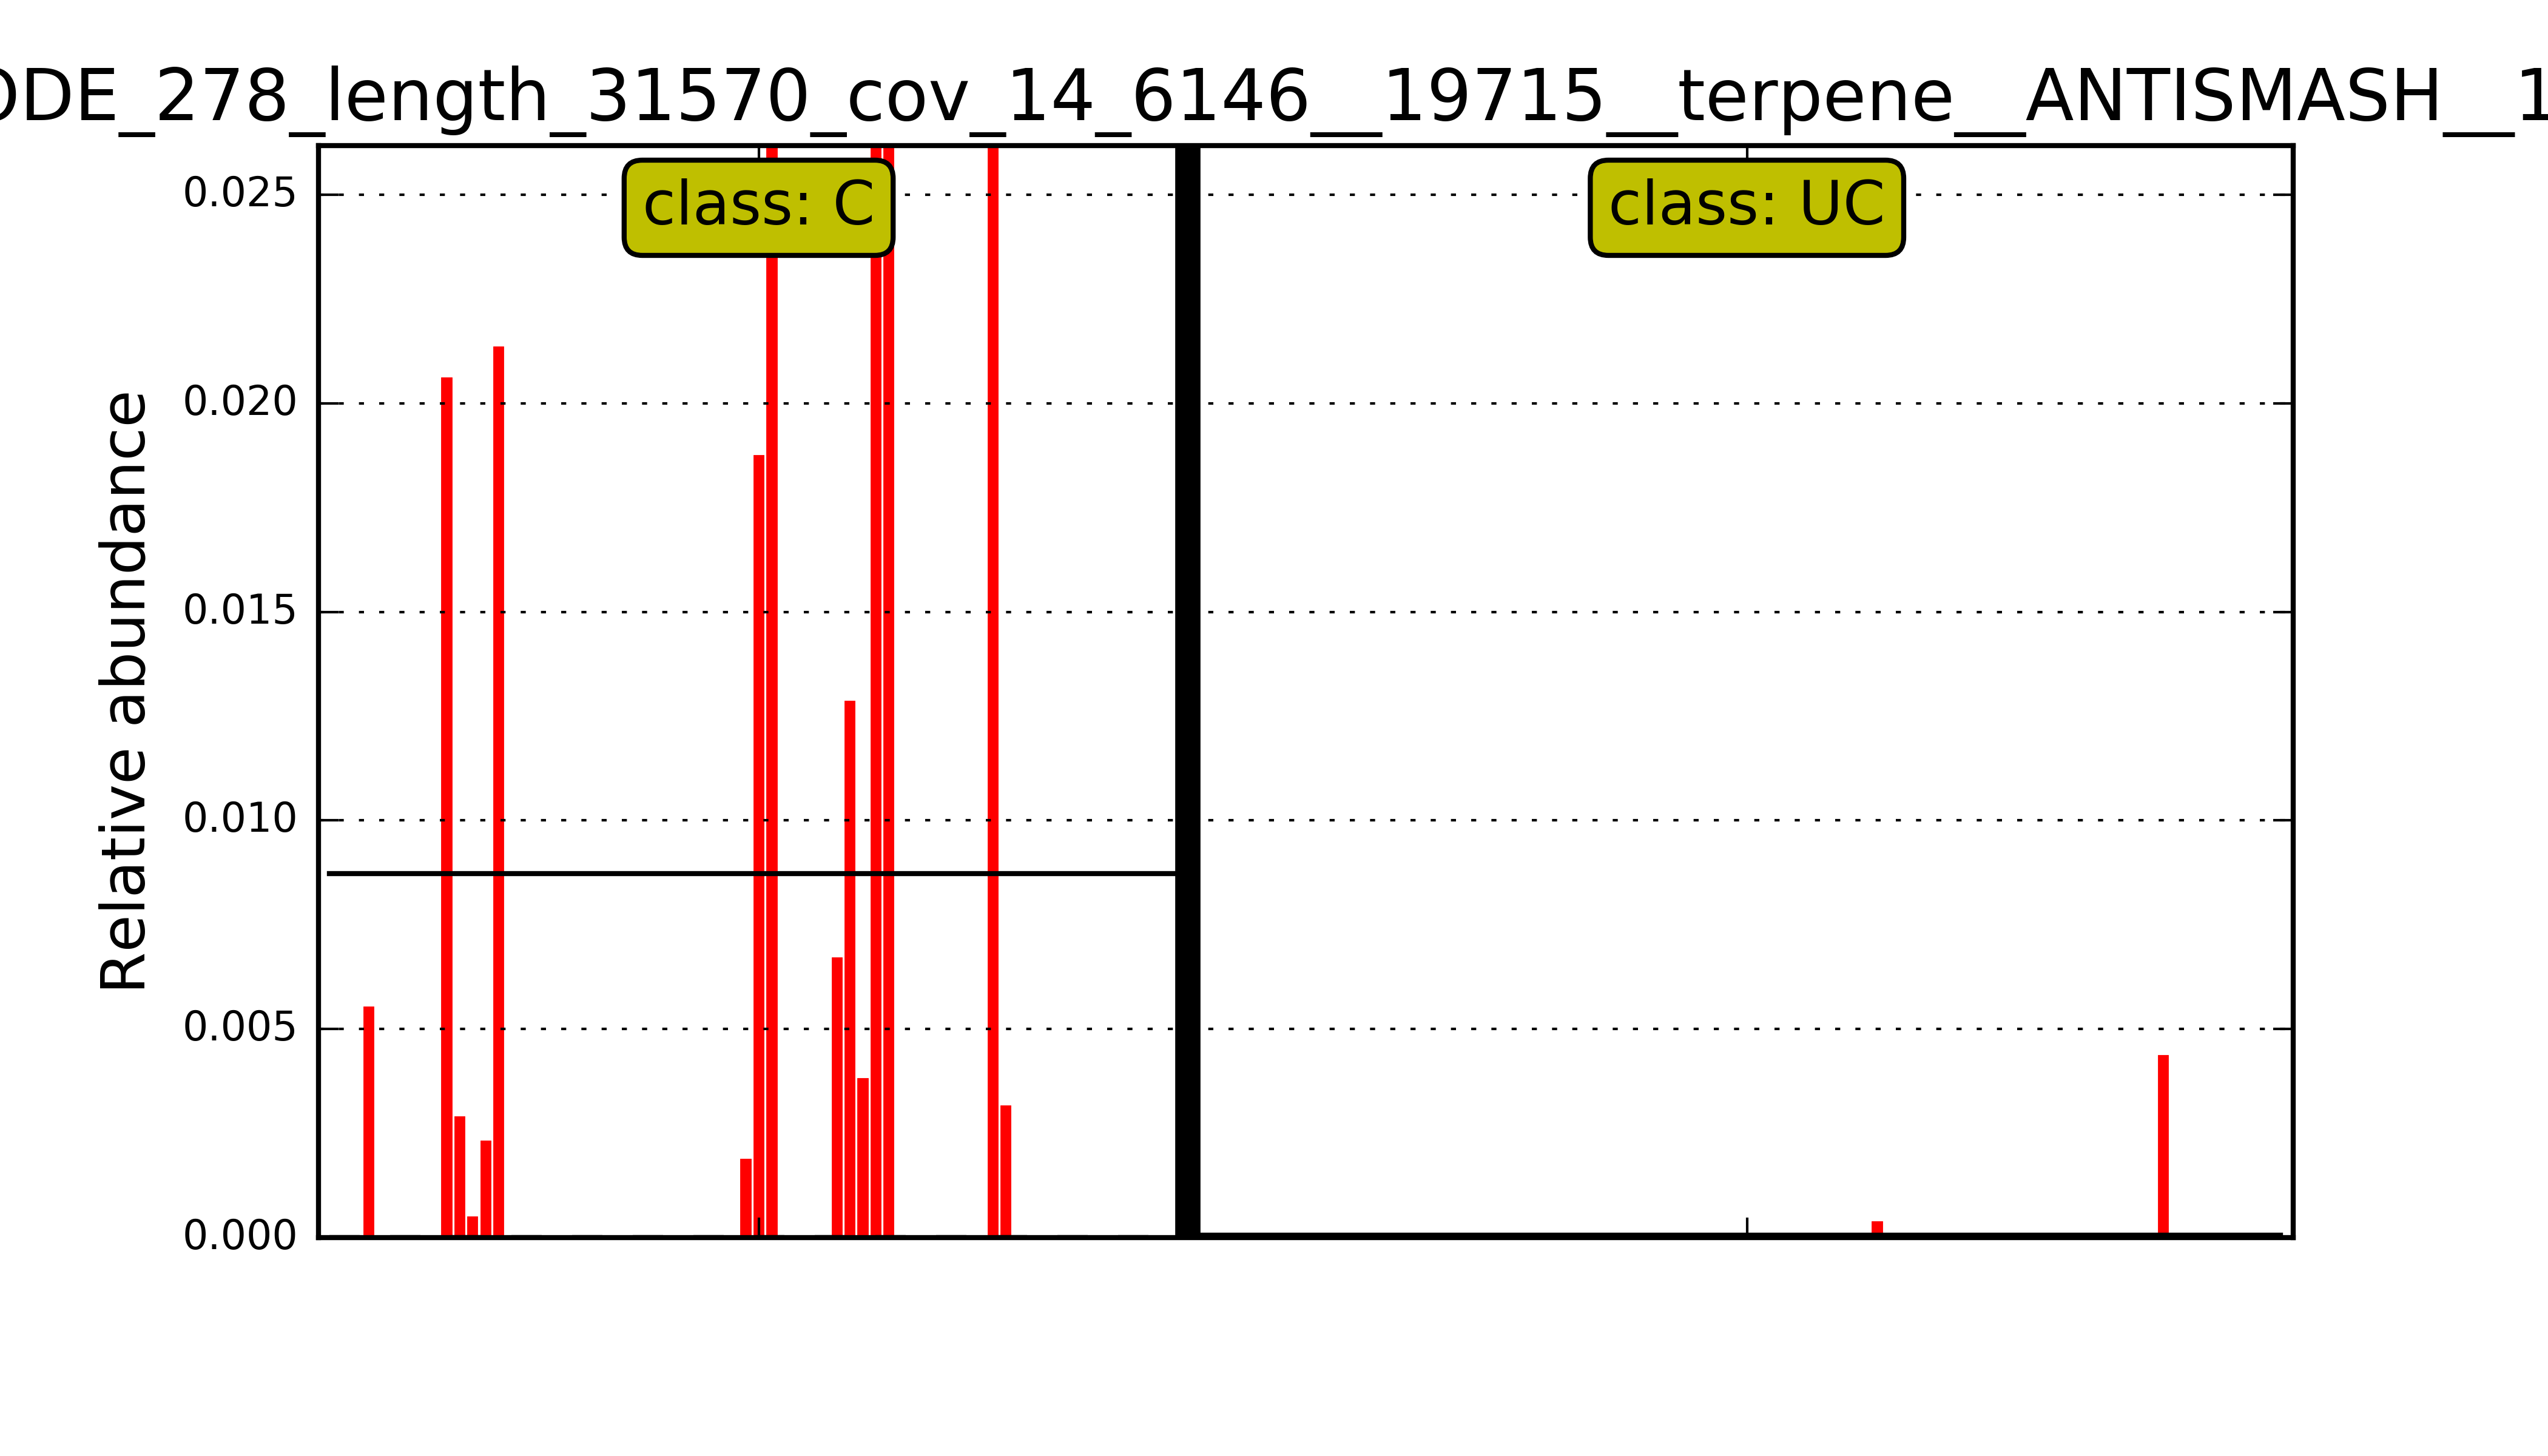 ODE_278_length_31570_cov_14_6146__19715__terpene__ANTISMASH__1
class: C
class: UC
0.025
0.020
0.015
0.010
0.005
0.000
Relative abundance